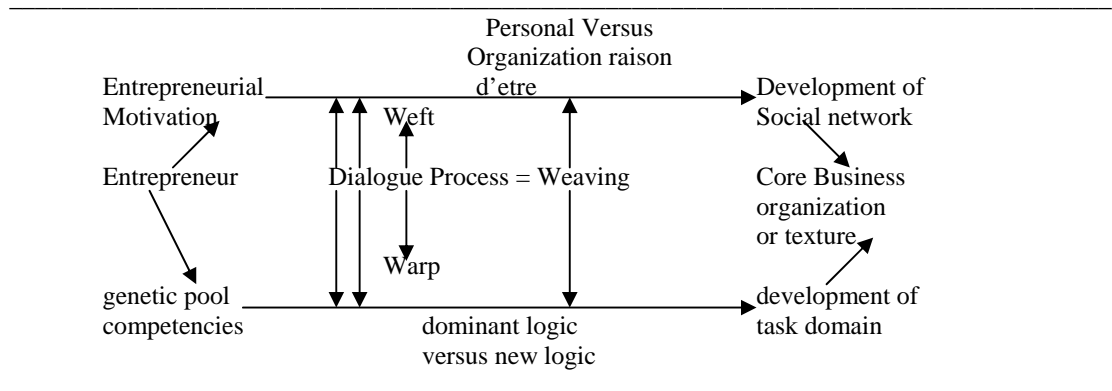 Personal Versus
Organization raison
d’etre
Entrepreneurial
Motivation
Development of
Social network
Weft
Entrepreneur
Dialogue Process = Weaving
Core Business
organization
or texture
Warp
genetic pool
competencies
development of
task domain
dominant logic
versus new logic